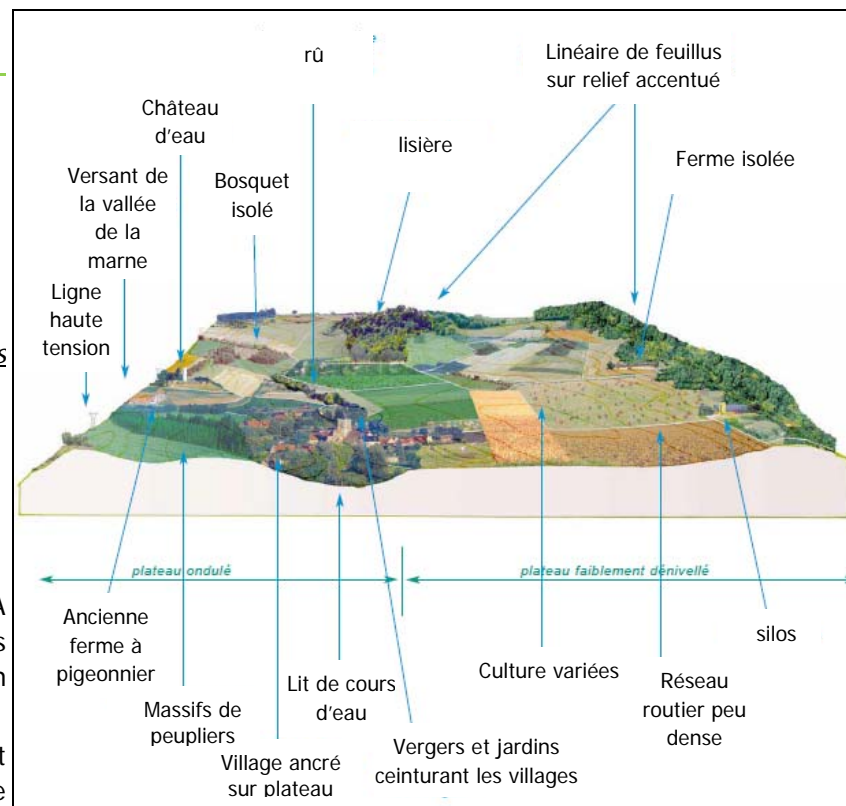 rû
Linéaire de feuillus
sur relief accentué
Château
d'eau
lisière
Ferme isolée
Versant de
la vallée
de la
marne
Bosquet
isolé
Ligne
haute
tension
s
plateau ondulé
plateau faiblement dénivellé
A
s
n
t
e
Ancienne
ferme à
pigeonnier
silos
Lit de cours
d'eau
Culture variées
Réseau
routier peu
dense
Massifs de
peupliers
Village ancré
sur plateau
Vergers et jardins
ceinturant les villages